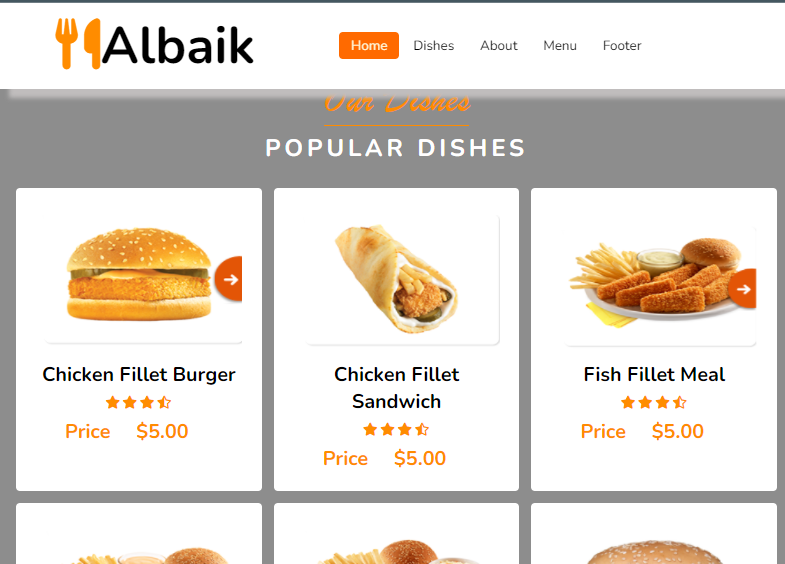 Albaik
Home Dishes About Menu Footer
Our Dishes
POPULAR DISHES
Chicken Fillet Burger
Price $5.00
Chicken Fillet
Sandwich
Price $5.00
Fish Fillet Meal
Price $5.00